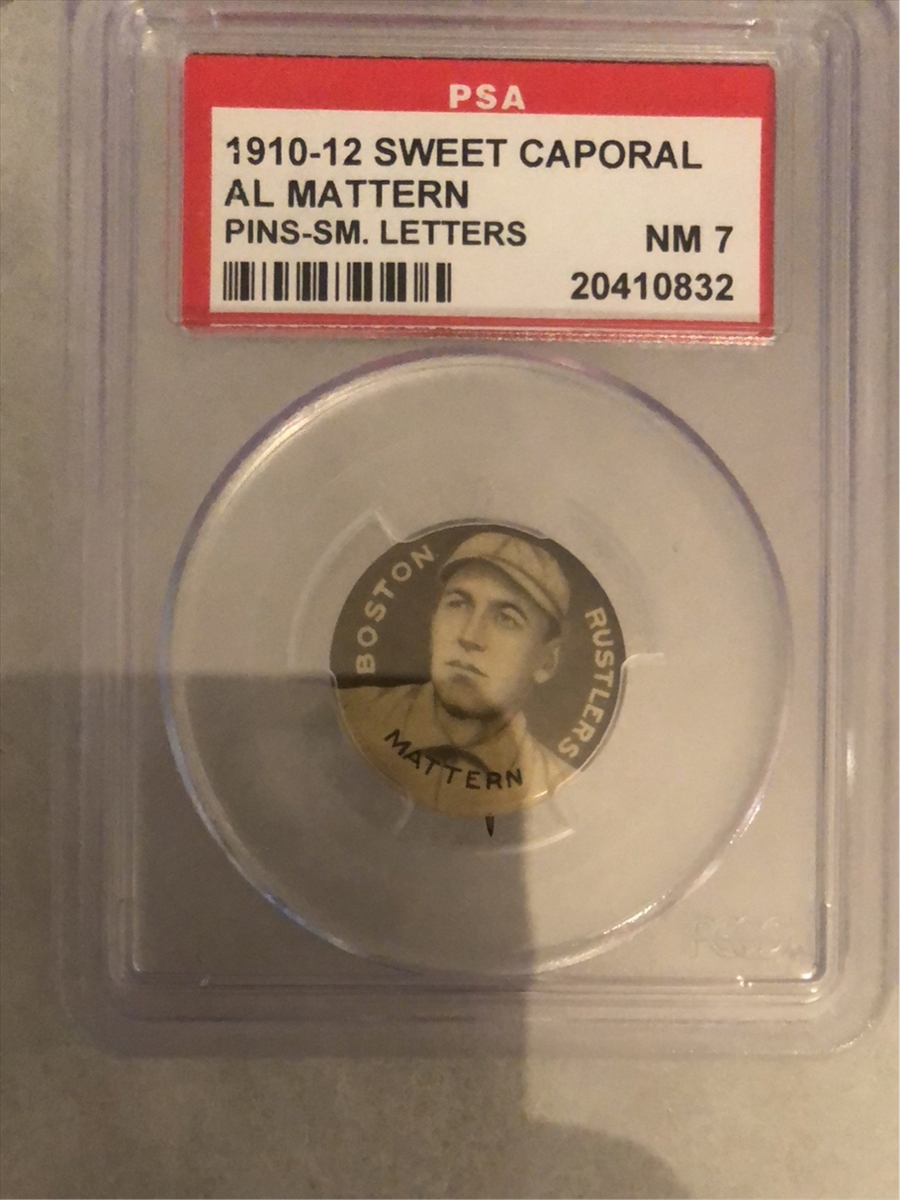 PSA
1910-12 SWEET CAPORAL
AL MATTERN
PINS-SM. LETTERS NM 7
20410832
BOSTON
RUSTLERS
MATTERN